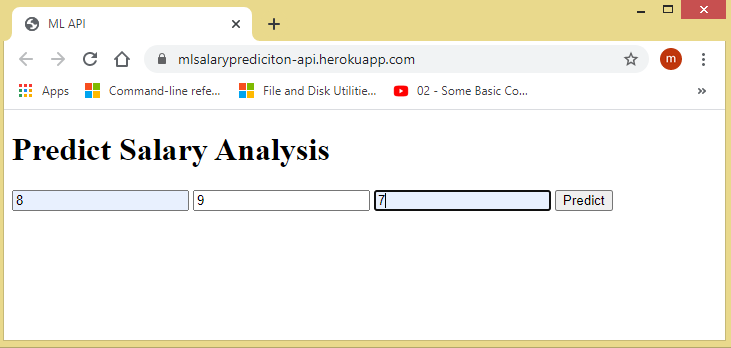 ML API
mlsalaryprediciton-api.herokuapp.com
m
Apps Command-line refe... File and Disk Utilitie... 02 - Some Basic Co... »
Predict Salary Analysis
8 9 7 Predict